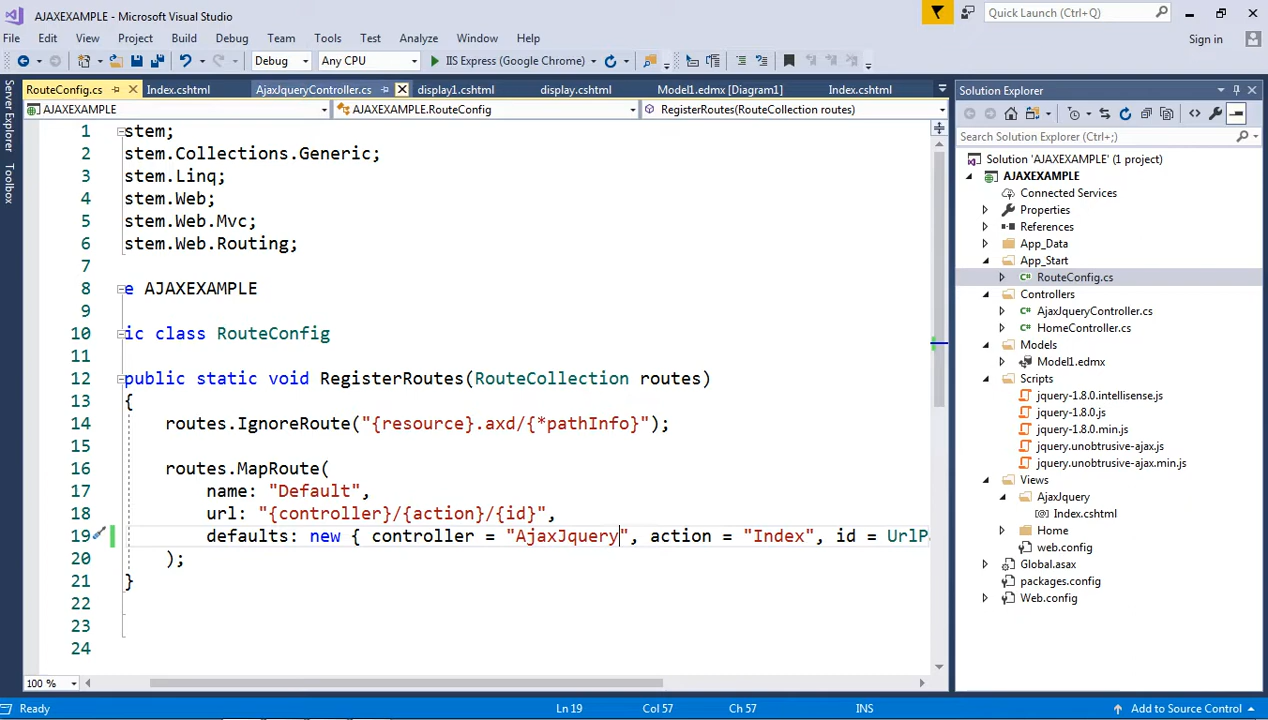 AJAXEXAMPLE - Microsoft Visual Studio
Quick Launch (Ctrl+Q)
File Edit View Project Build Debug Team Tools Test Analyze Window Help
Sign in
Debug Any CPU IIS Express (Google Chrome)
RouteConfig.cs Index.cshtml AjaxJqueryController.cs display1.cshtml display.cshtml Model1.edmx [Diagram1] Index.cshtml
AJAXEXAMPLE AJAXEXAMPLE.RouteConfig RegisterRoutes(RouteCollection routes)
Server Explorer
Toolbox
1 stem;
2 stem.Collections.Generic;
3 stem.Linq;
4 stem.Web;
5 stem.Web.Mvc;
6 stem.Web.Routing;
7
8 e AJAXEXAMPLE
9
10 ic class RouteConfig
11
12 public static void RegisterRoutes(RouteCollection routes)
13 {
14 routes.IgnoreRoute("{resource}.axd/{*pathInfo}");
15
16 routes.MapRoute(
17 name: "Default",
18 url: "{controller}/{action}/{id}",
19 defaults: new { controller = "AjaxJquery", action = "Index", id = UrlP
20 );
21 }
22
23
24
100 %
Solution Explorer
Search Solution Explorer (Ctrl+;)
Solution 'AJAXEXAMPLE' (1 project)
AJAXEXAMPLE
Connected Services
Properties
References
App_Data
App_Start
RouteConfig.cs
Controllers
AjaxJqueryController.cs
HomeController.cs
Models
Model1.edmx
Scripts
jquery-1.8.0.intellisense.js
jquery-1.8.0.js
jquery-1.8.0.min.js
jquery.unobtrusive-ajax.js
jquery.unobtrusive-ajax.min.js
Views
AjaxJquery
Index.cshtml
Home
web.config
Global.asax
packages.config
Web.config
Ready Ln 19 Col 57 Ch 57 INS Add to Source Control